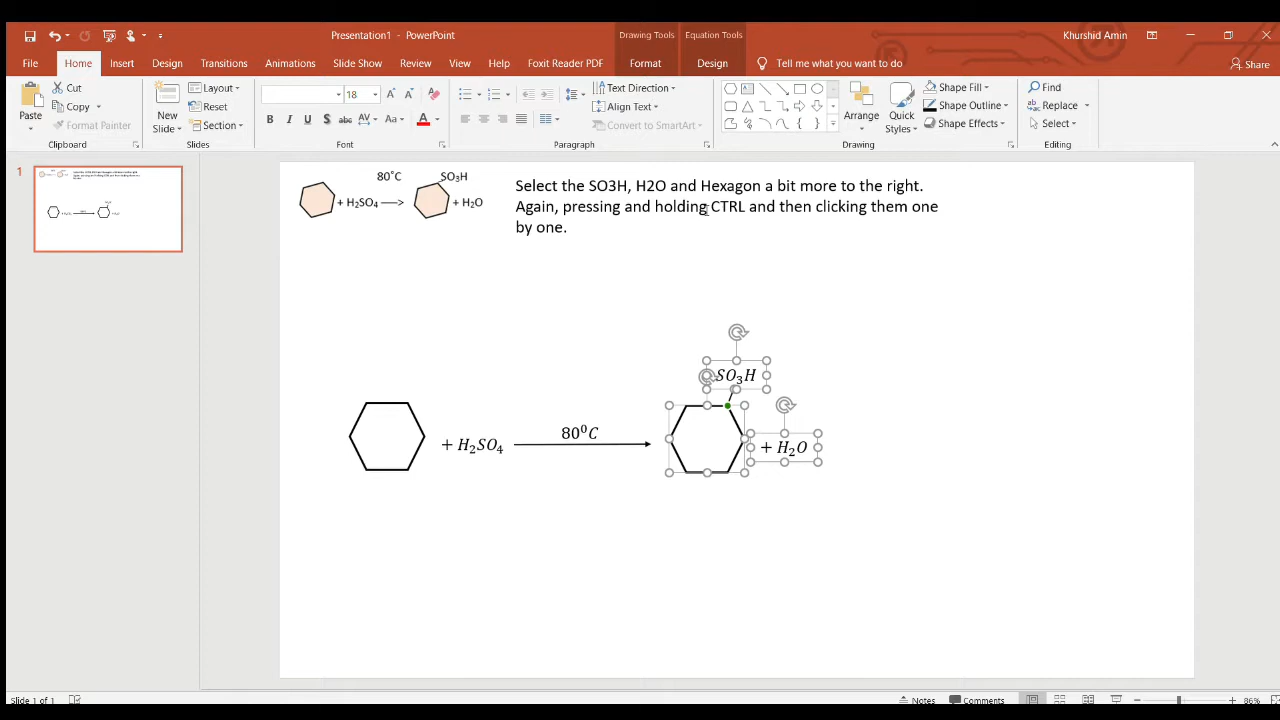 Presentation1 - PowerPoint
Drawing Tools
Equation Tools
Khurshid Amin
File
Home
Insert
Design
Transitions
Animations
Slide Show
Review
View
Help
Foxit Reader PDF
Format
Design
Tell me what you want to do
Share
Paste
Cut
Copy
Format Painter
Clipboard
New Slide
Layout
Reset
Section
Slides
18
B I U S abc AV Aa A
Font
Text Direction
Align Text
Convert to SmartArt
Paragraph
Arrange
Quick Styles
Shape Fill
Shape Outline
Shape Effects
Drawing
Find
Replace
Select
Editing
1
80°C
SO₃H
+ H₂SO₄ —>
+ H₂O
Select the SO3H, H2O and Hexagon a bit more to the right.
Again, pressing and holding CTRL and then clicking them one
by one.
SO₃H
80⁰C
+ H₂SO₄
+ H₂O
Slide 1 of 1
Notes
Comments
86%